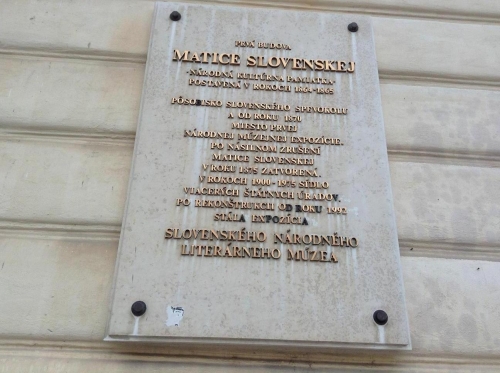 PRVÁ BUDOVA
MATICE SLOVENSKEJ
-NÁRODNÁ KULTÚRNA PAMIATKA-
POSTAVENÁ V ROKOCH 1864-1865
PÔSOBISKO SLOVENSKÉHO SPEVOKOLU
A OD ROKU 1870
MIESTO PRVEJ
NÁRODNEJ MÚZEJNEJ EXPOZÍCIE.
PO NÁSILNOM ZRUŠENÍ
MATICE SLOVENSKEJ
V ROKU 1875 ZATVORENÁ.
V ROKOCH 1900-1975 SÍDLO
VIACERÝCH ŠTÁTNYCH ÚRADOV.
PO REKONŠTRUKCII OD ROKU 1992
STÁLA EXPOZÍCIA
SLOVENSKÉHO NÁRODNÉHO
LITERÁRNEHO MÚZEA